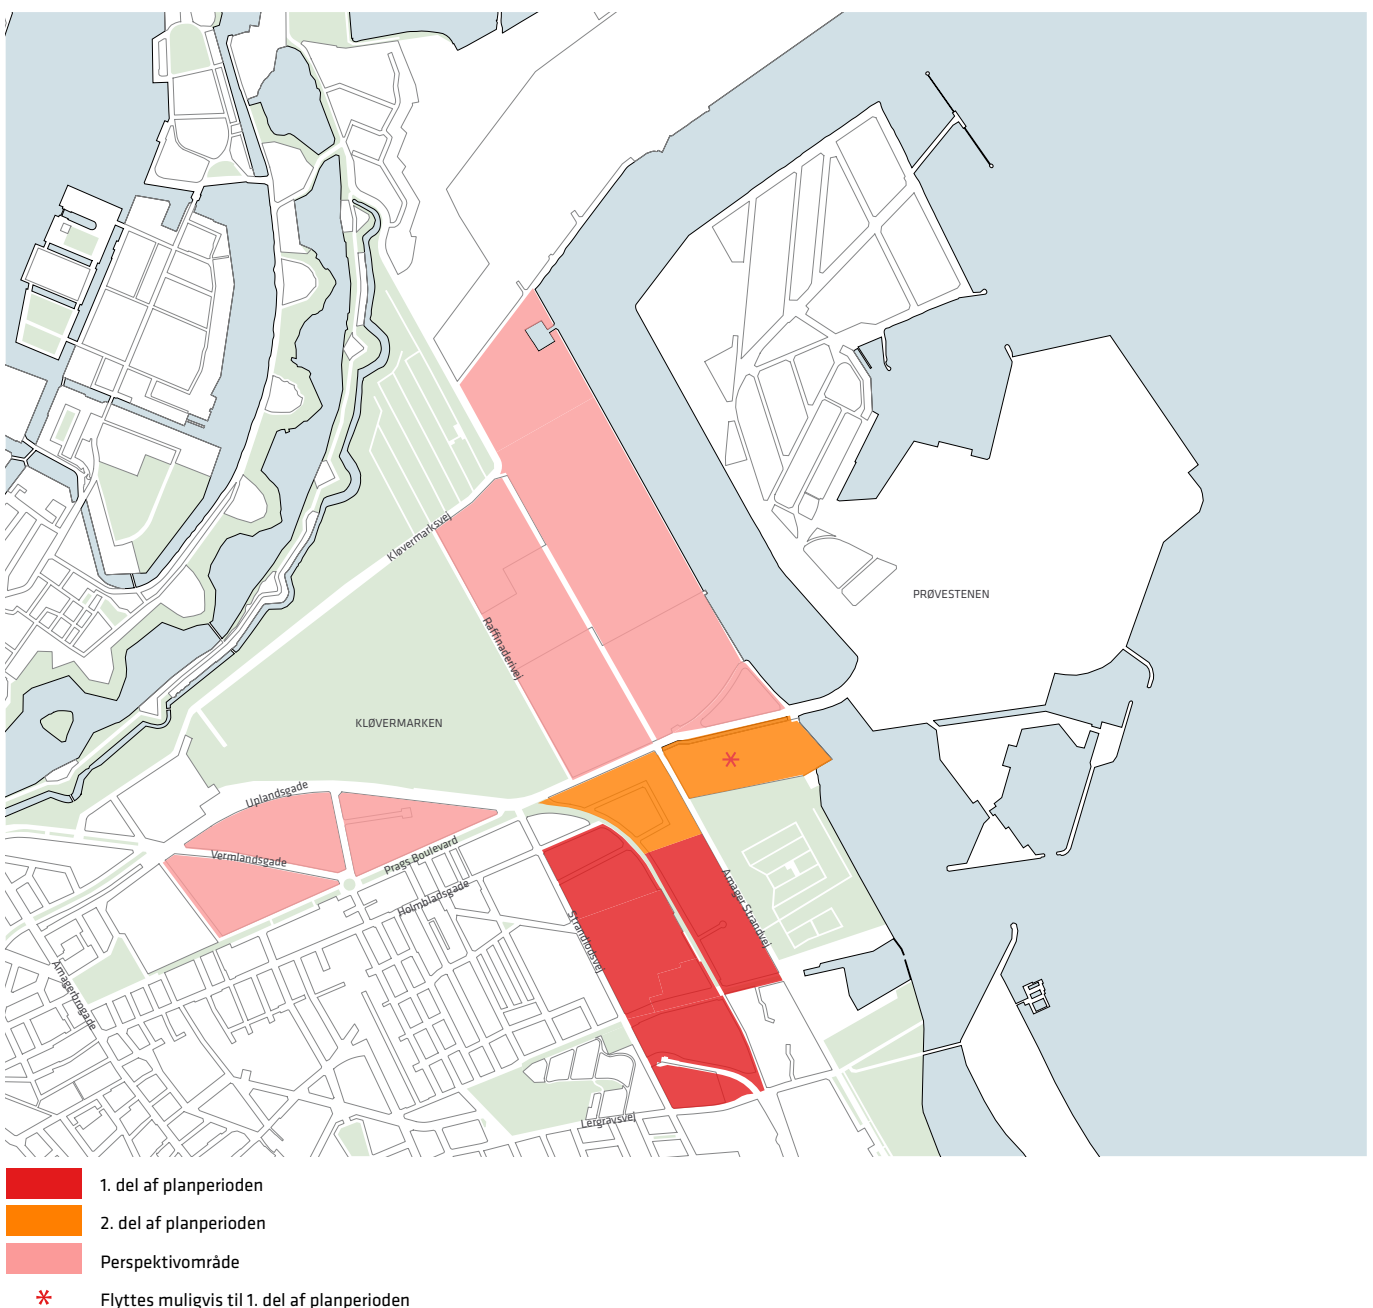 Kløvermarksvej
PRØVESTENEN
Raffinaderivej
KLØVERMARKEN
Uplandsgade
Vermlandsgade
Prags Boulevard
Holmbladsgade
Amager Strandvej
Strandlodsvej
Amagerbrogade
Lergravsvej
1. del af planperioden
2. del af planperioden
Perspektivområde
* Flyttes muligvis til 1. del af planperioden